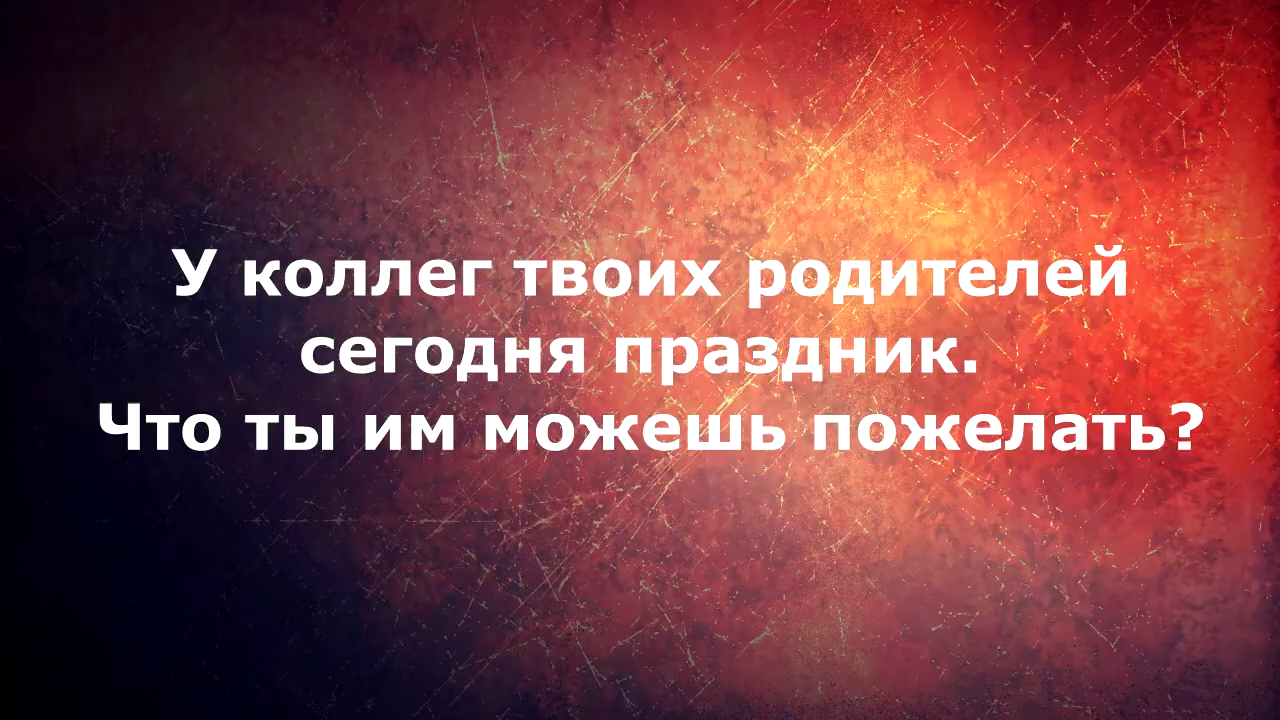 У коллег твоих родителей
сегодня праздник.
Что ты им можешь пожелать?